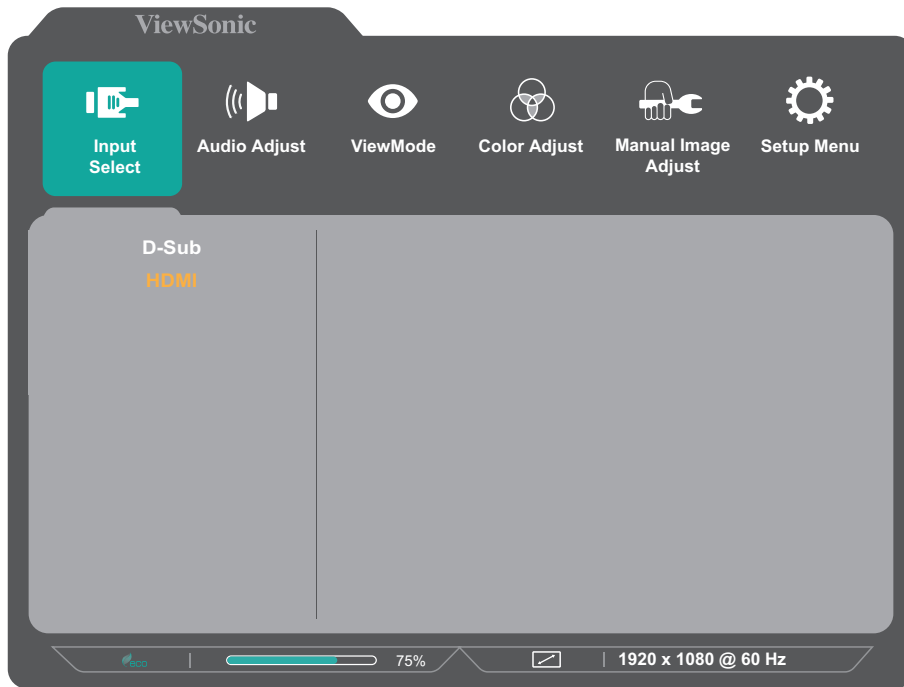 ViewSonic
Input
Select
Audio Adjust
ViewMode
Color Adjust
Manual Image
Adjust
Setup Menu
D-Sub
HDMI
eco
75%
1920 x 1080 @ 60 Hz